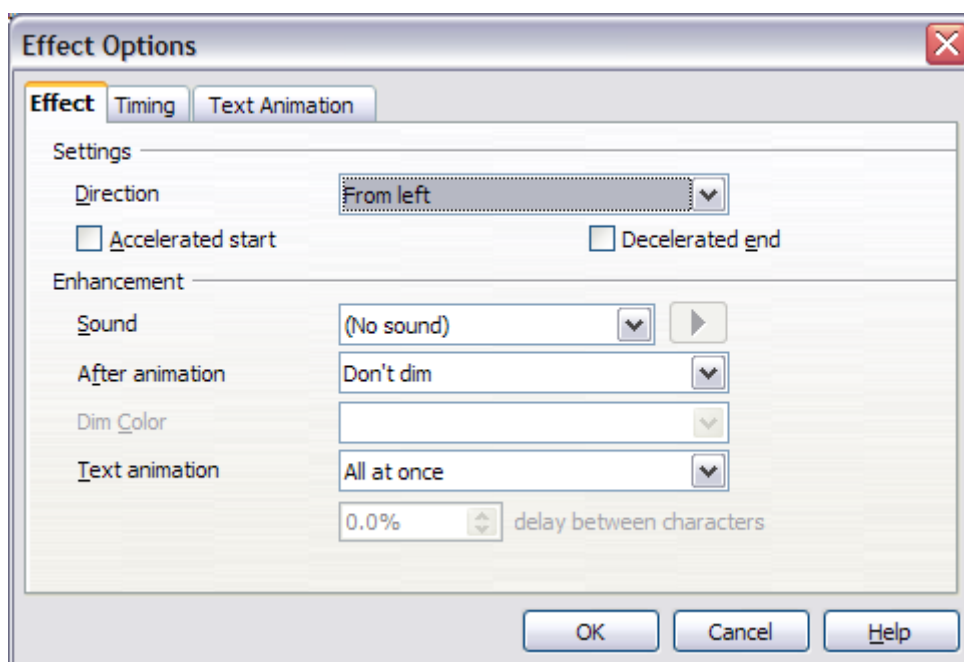 Effect Options
Effect Timing Text Animation
Settings
Direction From left
Accelerated start Decelerated end
Enhancement
Sound (No sound)
After animation Don't dim
Dim Color
Text animation All at once
0.0% delay between characters
OK Cancel Help